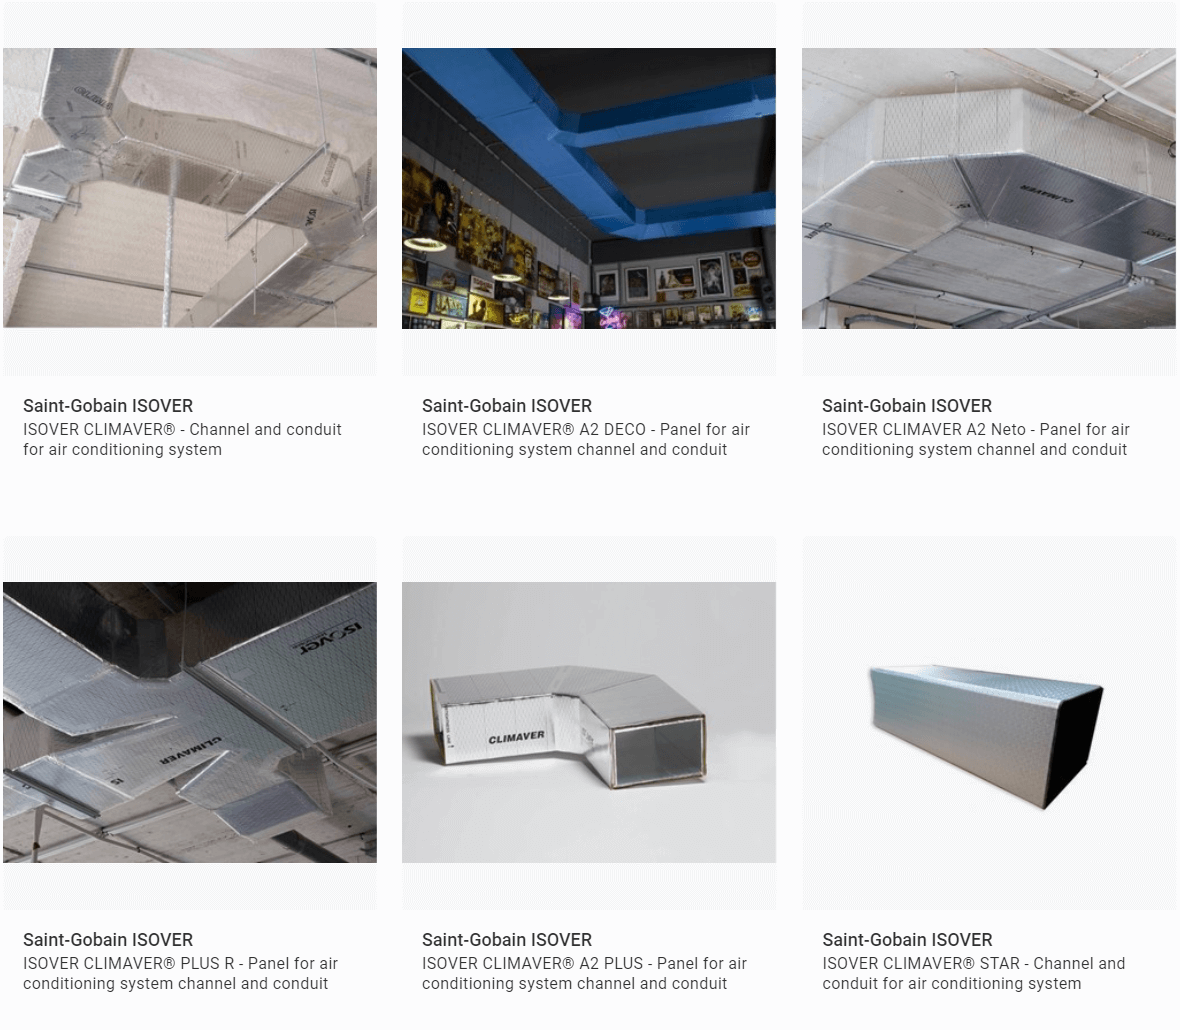 CLIMAVER
Saint-Gobain ISOVER
ISOVER CLIMAVER® - Channel and conduit
for air conditioning system
Saint-Gobain ISOVER
ISOVER CLIMAVER® A2 DECO - Panel for air
conditioning system channel and conduit
Saint-Gobain ISOVER
ISOVER CLIMAVER A2 Neto - Panel for air
conditioning system channel and conduit
isover
CLIMAVER
CLIMAVER
Saint-Gobain ISOVER
ISOVER CLIMAVER® PLUS R - Panel for air
conditioning system channel and conduit
Saint-Gobain ISOVER
ISOVER CLIMAVER® A2 PLUS - Panel for air
conditioning system channel and conduit
Saint-Gobain ISOVER
ISOVER CLIMAVER® STAR - Channel and
conduit for air conditioning system